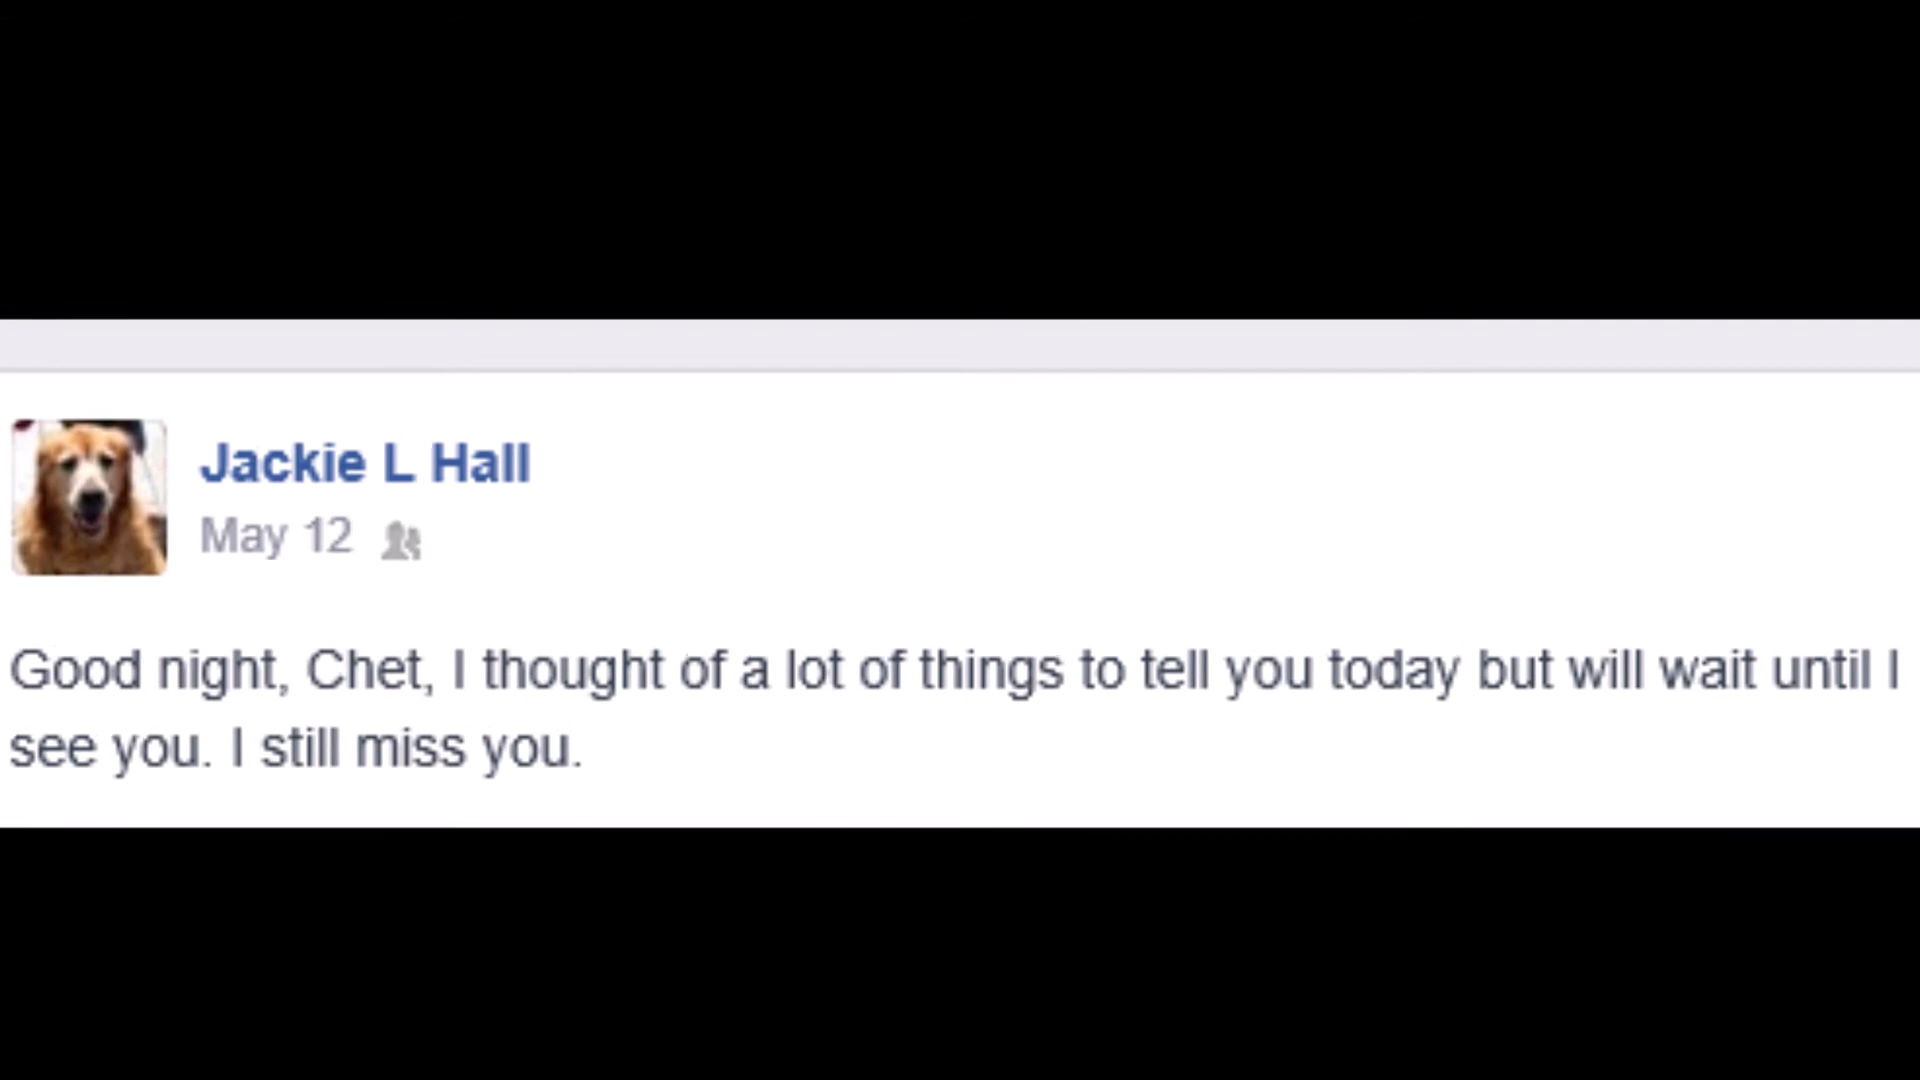 Jackie L Hall
May 12
Good night, Chet, I thought of a lot of things to tell you today but will wait until I
see you. I still miss you.